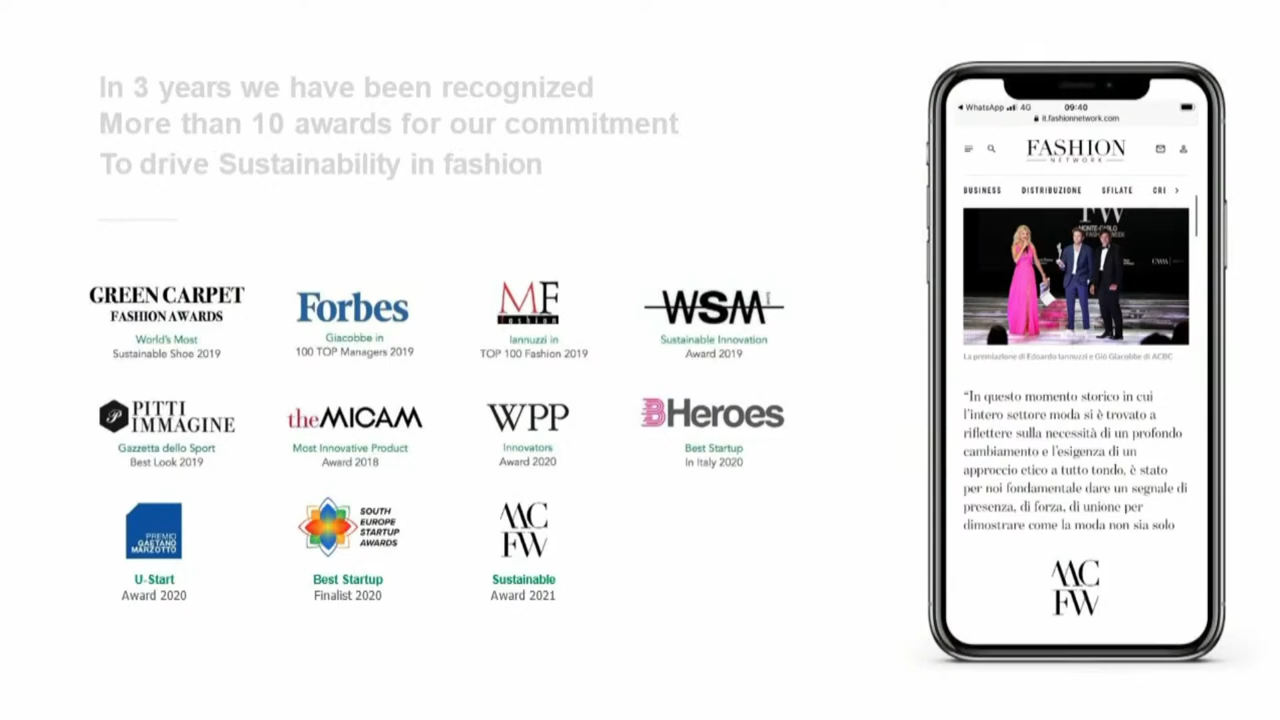 In 3 years we have been recognized
More than 10 awards for our commitment
To drive Sustainability in fashion
GREEN CARPET
FASHION AWARDS
World's Most
Sustainable Shoe 2019
Forbes
Giacobbe in
100 TOP Managers 2019
MF
fashion
Iannuzzi in
TOP 100 Fashion 2019
WSM
Sustainable Innovation
Award 2019
PITTI
IMMAGINE
Gazzetta dello Sport
Best Look 2019
theMICAM
Most Innovative Product
Award 2018
WPP
Innovators
Award 2020
BHeroes
Best Startup
In Italy 2020
PREMIO
GAETANO
MARZOTTO
U-Start
Award 2020
SOUTH
EUROPE
STARTUP
AWARDS
Best Startup
Finalist 2020
MC
FW
Sustainable
Award 2021
WhatsApp 4G 09:40
it.fashionnetwork.com
FASHION
NETWORK
BUSINESS DISTRIBUZIONE SFILATE CRE
FW
MONTE-CARLO
FASHION WEEK
La premiazione di Edoardo Iannuzzi e Giò Giacobbe di ACBC
“In questo momento storico in cui
l'intero settore moda si è trovato a
riflettere sulla necessità di un profondo
cambiamento e l'esigenza di un
approccio etico a tutto tondo, è stato
per noi fondamentale dare un segnale di
presenza, di forza, di unione per
dimostrare come la moda non sia solo
MC
FW